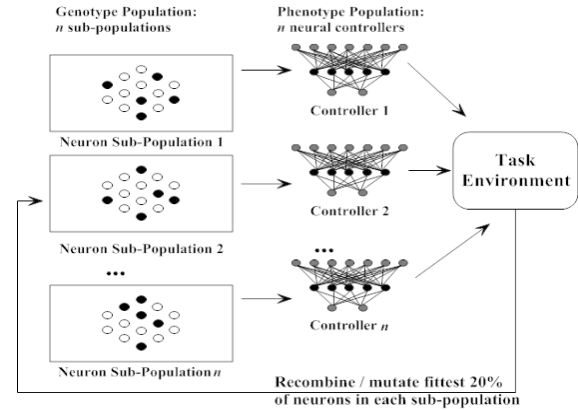 Genotype Population:
n sub-populations
Phenotype Population:
n neural controllers
Controller 1
Neuron Sub-Population 1
Task
Environment
Controller 2
Neuron Sub-Population 2
...
...
Controller n
Neuron Sub-Population n
Recombine / mutate fittest 20%
of neurons in each sub-population